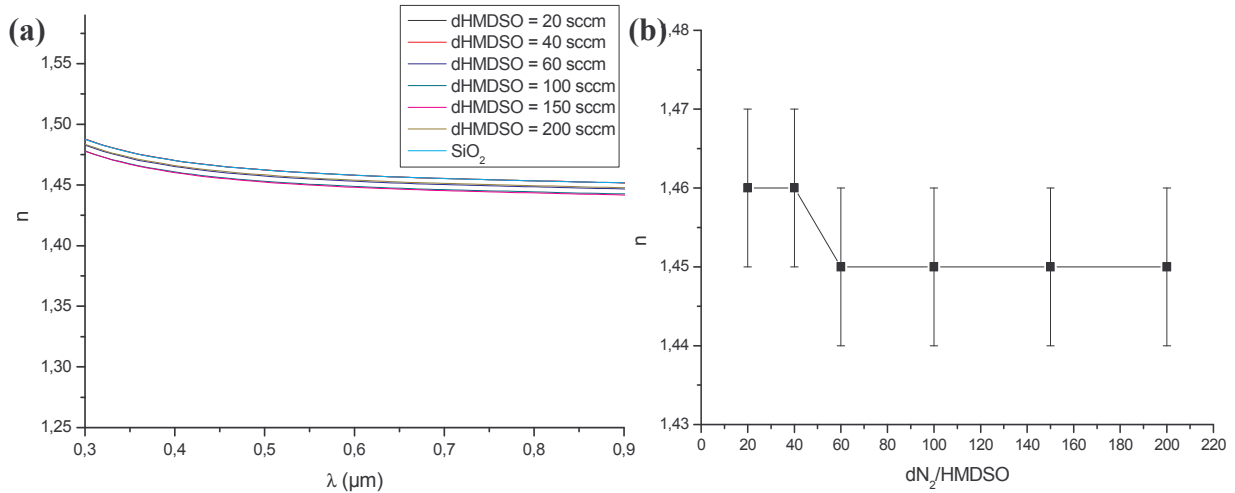 (a)
dHMDSO = 20 sccm
dHMDSO = 40 sccm
dHMDSO = 60 sccm
dHMDSO = 100 sccm
dHMDSO = 150 sccm
dHMDSO = 200 sccm
SiO₂
1,55
1,50
1,45
1,40
1,35
1,30
1,25
n
0,3 0,4 0,5 0,6 0,7 0,8 0,9
λ (µm)
(b)
1,48
1,47
1,46
1,45
1,44
1,43
n
0 20 40 60 80 100 120 140 160 180 200 220
dN₂/HMDSO